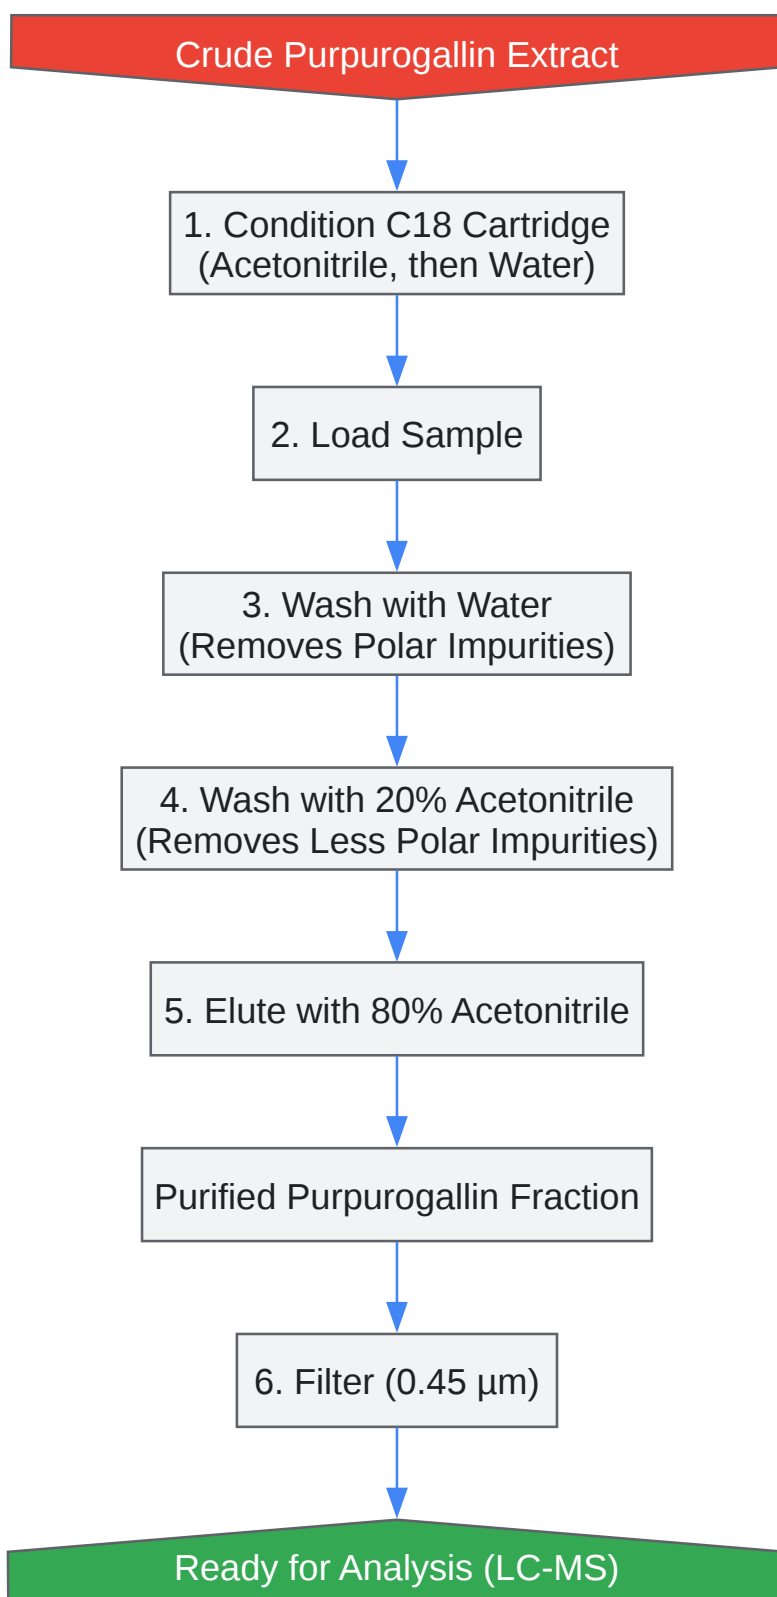 Crude Purpurogallin Extract
1. Condition C18 Cartridge
(Acetonitrile, then Water)
2. Load Sample
3. Wash with Water
(Removes Polar Impurities)
4. Wash with 20% Acetonitrile
(Removes Less Polar Impurities)
5. Elute with 80% Acetonitrile
Purified Purpurogallin Fraction
6. Filter (0.45 µm)
Ready for Analysis (LC-MS)